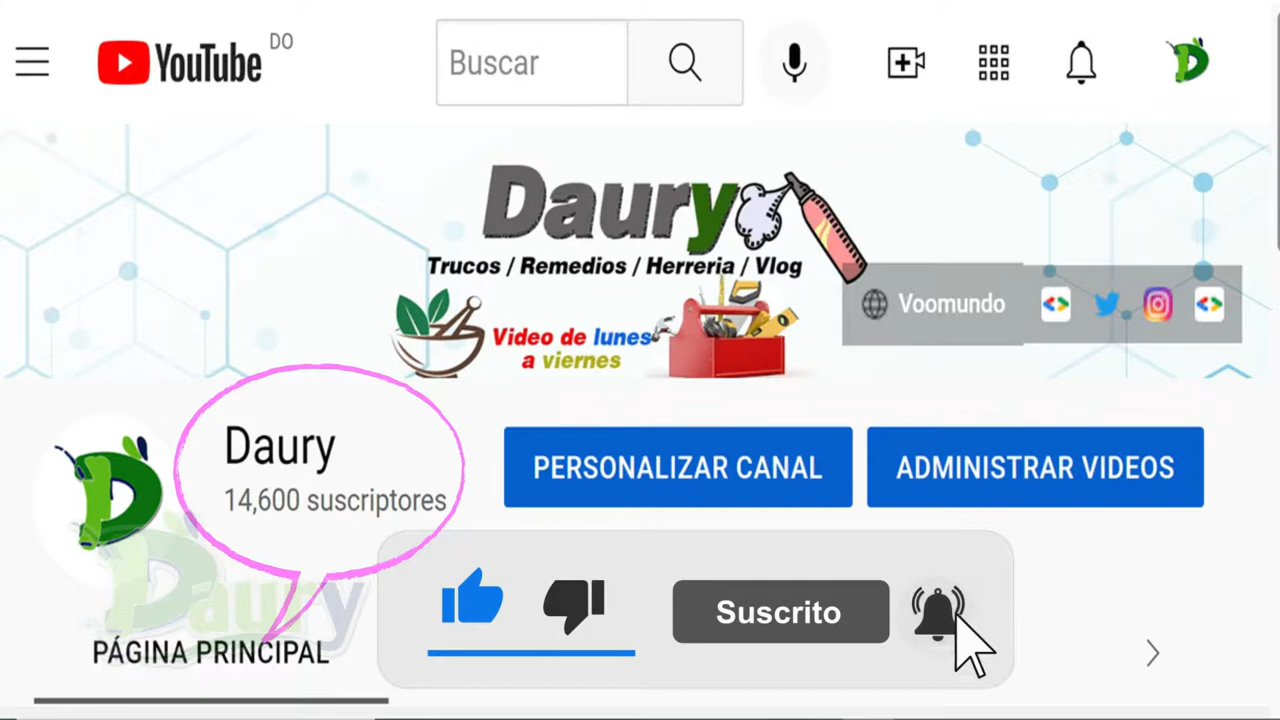 YouTube DO
Buscar
Daury
Trucos / Remedios / Herreria / Vlog
Voomundo
Video de lunes
a viernes
Daury
14,600 suscriptores
PERSONALIZAR CANAL
ADMINISTRAR VIDEOS
Daury
Suscrito
PÁGINA PRINCIPAL